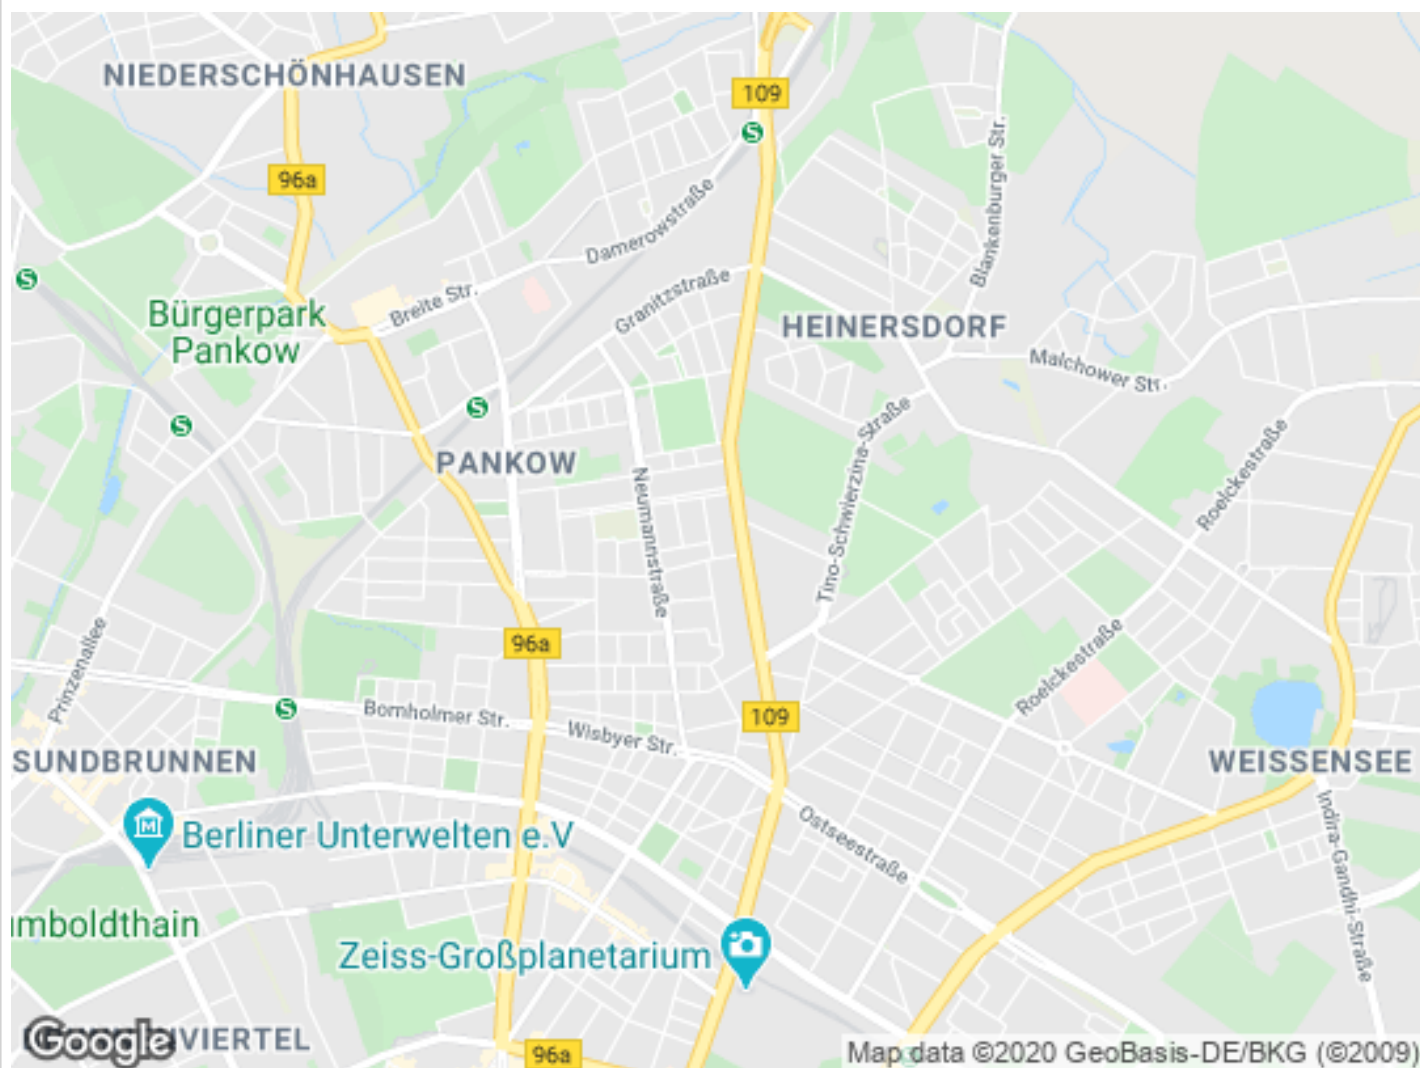 NIEDERSCHÖNHAUSEN
109
S
96a
Damerowstraße
Blankenburger Str.
S
Breite Str.
Granitzstraße
Bürgerpark
Pankow
HEINERSDORF
Malchower Str.
S
S
Tino-Schwierzina-Straße
PANKOW
Roelckestraße
Neumannstraße
96a
Prinzenallee
Roelckestraße
S
Bornholmer Str.
Wisbyer Str.
109
SUNDBRUNNEN
WEISSENSEE
M
Berliner Unterwelten e.V
Ostseestraße
Indira-Gandhi-Straße
umboldthain
Zeiss-Großplanetarium
Google
VIERTEL
96a
Map data ©2020 GeoBasis-DE/BKG (©2009)